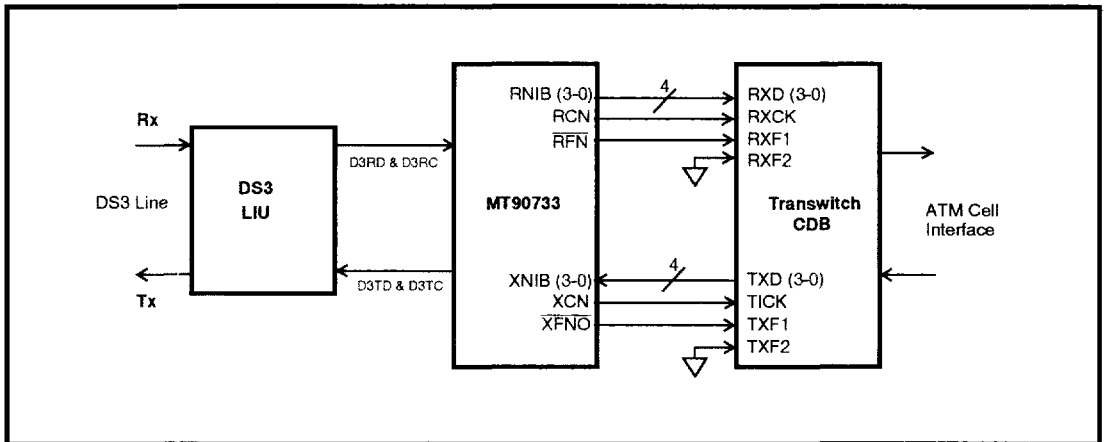 Rx
DS3 Line
Tx
DS3
LIU
D3RD & D3RC
D3TD & D3TC
MT90733
RNIB (3-0)
RCN
RFN
XNIB (3-0)
XCN
XFNO
4
4
RXD (3-0)
RXCK
RXF1
RXF2
Transwitch
CDB
TXD (3-0)
TICK
TXF1
TXF2
ATM Cell
Interface